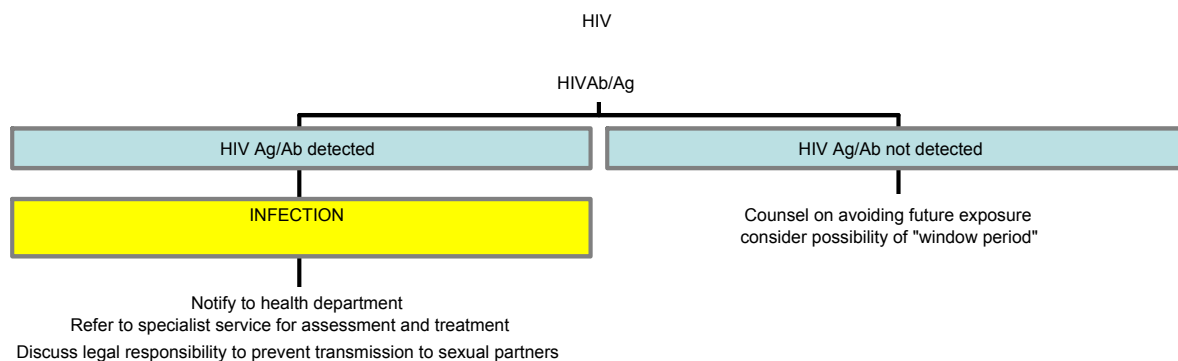 HIV
HIVAb/Ag
HIV Ag/Ab detected
HIV Ag/Ab not detected
INFECTION
Counsel on avoiding future exposure
consider possibility of "window period"
Notify to health department
Refer to specialist service for assessment and treatment
Discuss legal responsibility to prevent transmission to sexual partners